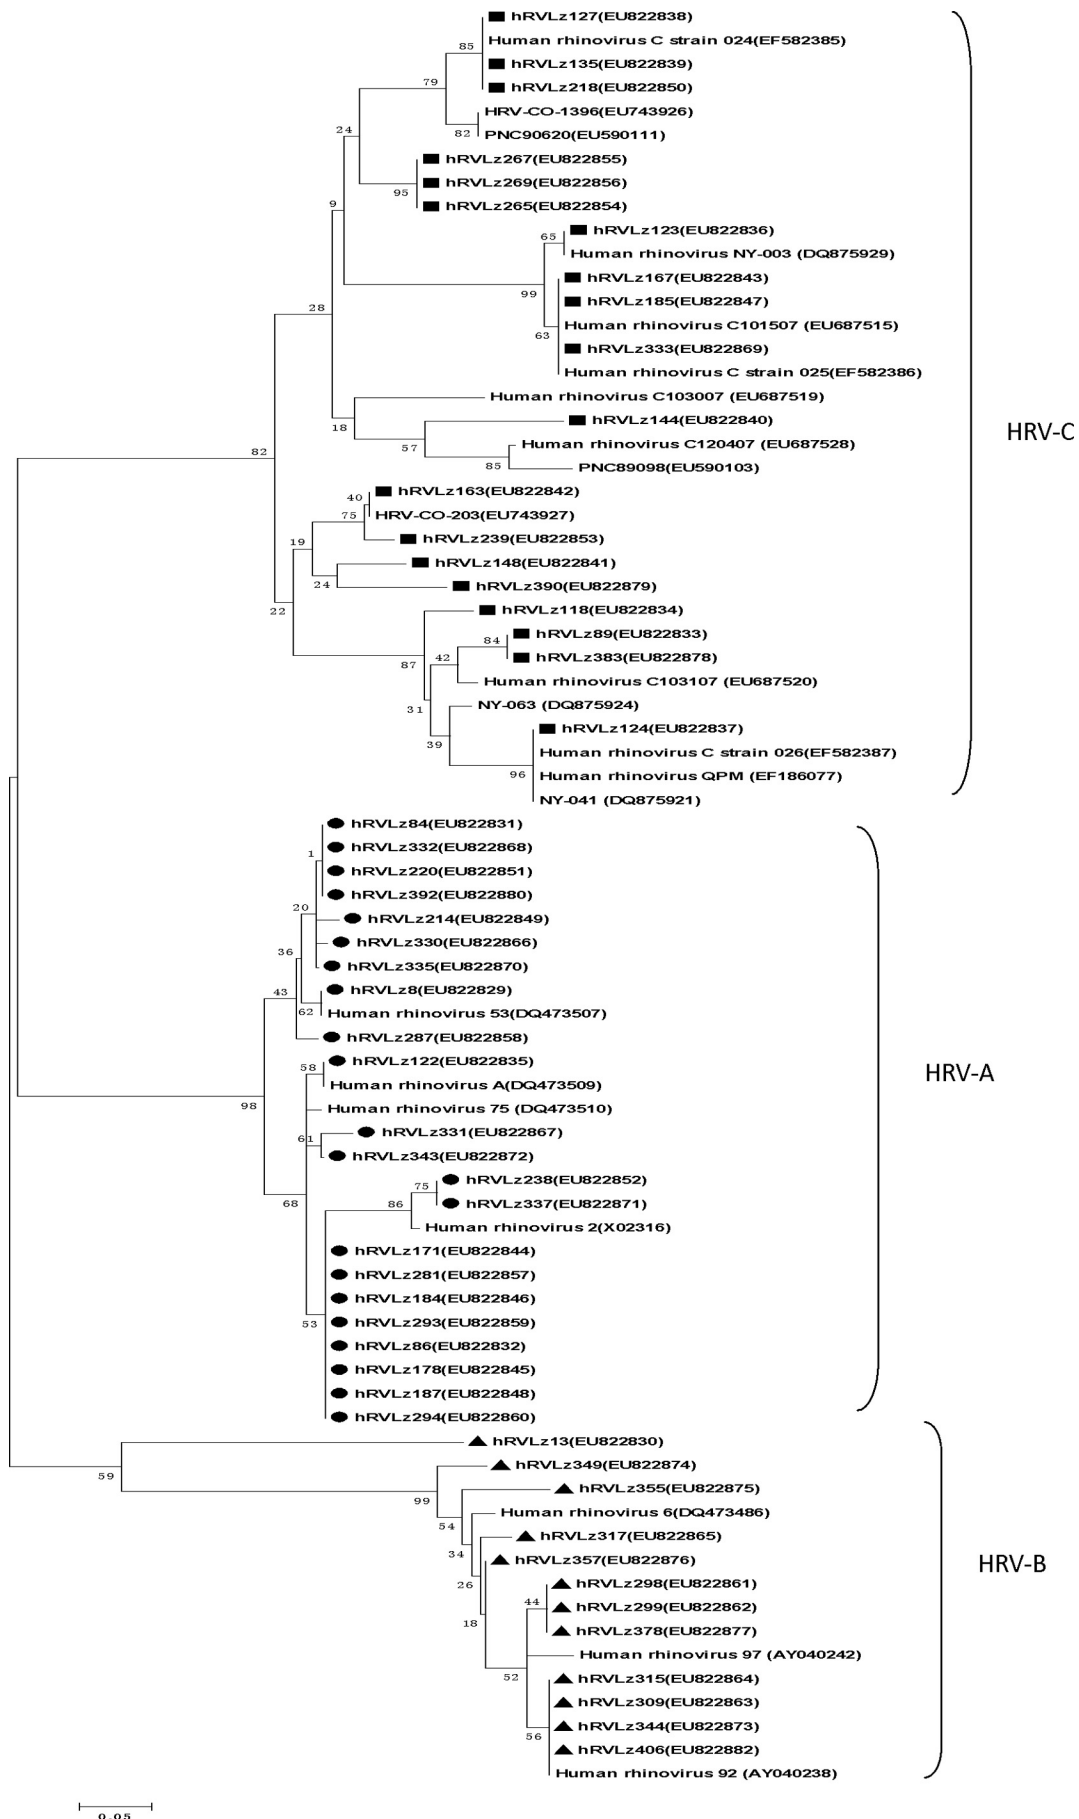 hRVLz127(EU822838)
Human rhinovirus C strain 024(EF582385)
85
hRVLz135(EU822839)
79
hRVLz218(EU822850)
HRV-CO-1396(EU743926)
24
82
PNC90620(EU590111)
hRVLz267(EU822855)
hRVLz269(EU822856)
95
9
hRVLz265(EU822854)
hRVLz123(EU822836)
65
Human rhinovirus NY-003 (DQ875929)
hRVLz167(EU822843)
99
hRVLz185(EU822847)
28
Human rhinovirus C101507 (EU687515)
63
hRVLz333(EU822869)
Human rhinovirus C strain 025(EF582386)
Human rhinovirus C103007 (EU687519)
18
hRVLz144(EU822840)
HRV-C
57
Human rhinovirus C120407 (EU687528)
82
85
PNC89098(EU590103)
hRVLz163(EU822842)
40
75
HRV-CO-203(EU743927)
19
hRVLz239(EU822853)
hRVLz148(EU822841)
24
hRVLz390(EU822879)
22
hRVLz118(EU822834)
84
hRVLz89(EU822833)
87
42
hRVLz383(EU822878)
Human rhinovirus C103107 (EU687520)
31
NY-063 (DQ875924)
hRVLz124(EU822837)
39
Human rhinovirus C strain 026(EF582387)
96
Human rhinovirus QPM (EF186077)
NY-041 (DQ875921)
hRVLz84(EU822831)
1
hRVLz332(EU822868)
hRVLz220(EU822851)
hRVLz392(EU822880)
20
hRVLz214(EU822849)
36
hRVLz330(EU822866)
hRVLz335(EU822870)
43
hRVLz8(EU822829)
62
Human rhinovirus 53(DQ473507)
hRVLz287(EU822858)
58
hRVLz122(EU822835)
HRV-A
Human rhinovirus A(DQ473509)
98
Human rhinovirus 75 (DQ473510)
61
hRVLz331(EU822867)
hRVLz343(EU822872)
75
hRVLz238(EU822852)
68
86
hRVLz337(EU822871)
Human rhinovirus 2(X02316)
hRVLz171(EU822844)
hRVLz281(EU822857)
hRVLz184(EU822846)
53
hRVLz293(EU822859)
hRVLz86(EU822832)
hRVLz178(EU822845)
hRVLz187(EU822848)
hRVLz294(EU822860)
hRVLz13(EU822830)
59
hRVLz349(EU822874)
99
hRVLz355(EU822875)
54
Human rhinovirus 6(DQ473486)
34
hRVLz317(EU822865)
hRVLz357(EU822876)
HRV-B
26
hRVLz298(EU822861)
44
hRVLz299(EU822862)
18
hRVLz378(EU822877)
Human rhinovirus 97 (AY040242)
52
hRVLz315(EU822864)
hRVLz309(EU822863)
hRVLz344(EU822873)
56
hRVLz406(EU822882)
Human rhinovirus 92 (AY040238)
0.05